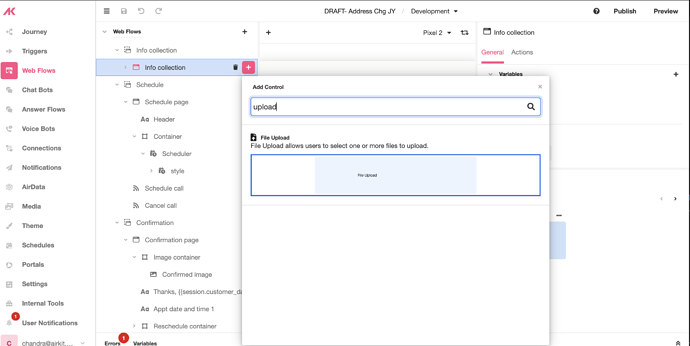 DRAFT- Address Chg JY / Development
Publish
Preview
Journey
Triggers
Web Flows
Chat Bots
Answer Flows
Voice Bots
Connections
Notifications
AirData
Media
Theme
Schedules
Portals
Settings
Internal Tools
1
User Notifications
C chandra@airkit....
Web Flows
Info collection
Info collection
Schedule
Schedule page
Header
Container
Scheduler
style
Schedule call
Cancel call
Confirmation
Confirmation page
Image container
Confirmed image
Thanks, {{session.customer_da
Appt date and time 1
Reschedule container
Errors 1 Variables
Pixel 2
Add Control
upload
File Upload
File Upload allows users to select one or more files to upload.
File Upload
Info collection
General Actions
Variables